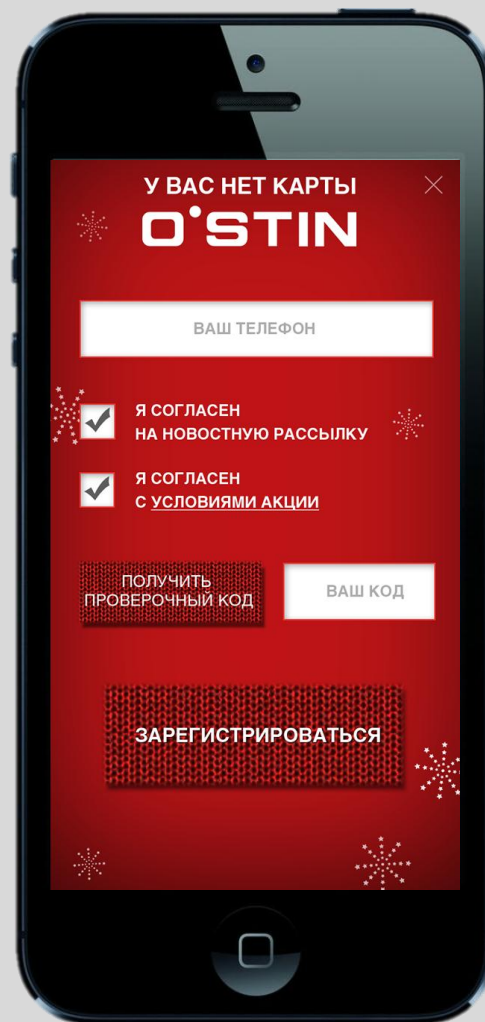 У ВАС НЕТ КАРТЫ
O'STIN
ВАШ ТЕЛЕФОН
Я СОГЛАСЕН
НА НОВОСТНУЮ РАССЫЛКУ
Я СОГЛАСЕН
С УСЛОВИЯМИ АКЦИИ
ПОЛУЧИТЬ
ПРОВЕРОЧНЫЙ КОД
ВАШ КОД
ЗАРЕГИСТРИРОВАТЬСЯ